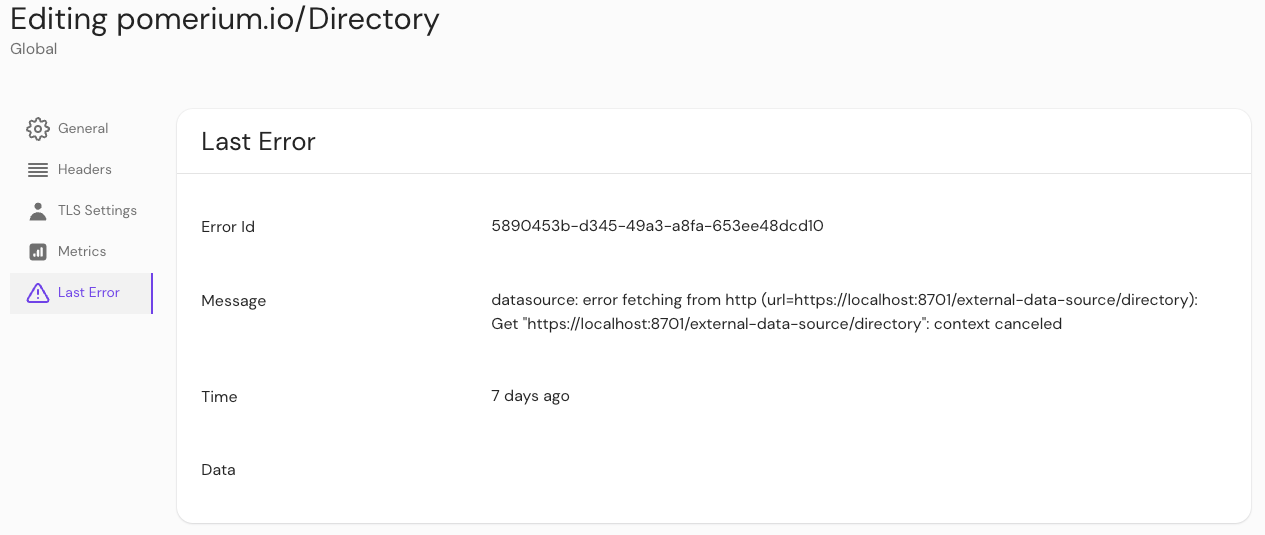 Editing pomerium.io/Directory
Global
General
Headers
TLS Settings
Metrics
Last Error
Last Error
Error Id
5890453b-d345-49a3-a8fa-653ee48dcd10
Message
datasource: error fetching from http (url=https://localhost:8701/external-data-source/directory):
Get "https://localhost:8701/external-data-source/directory": context canceled
Time
7 days ago
Data